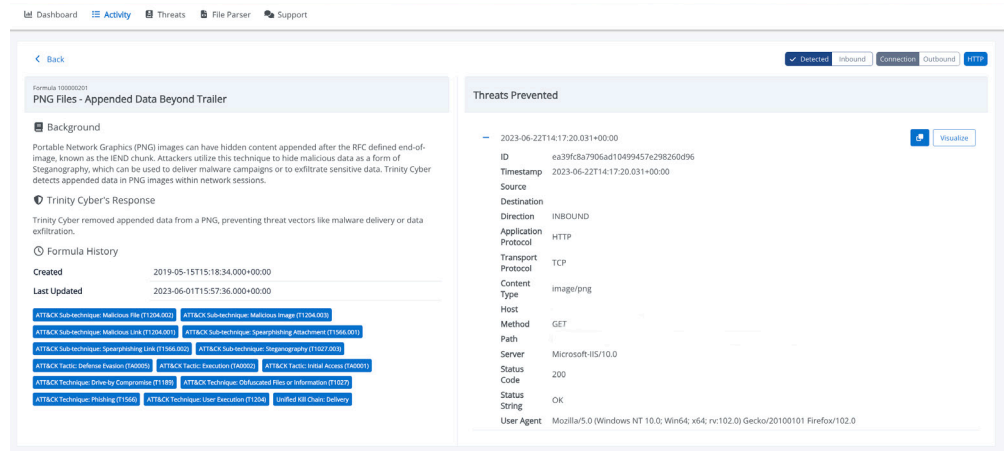 Dashboard Activity Threats File Parser Support
Back
Detected Inbound Connection Outbound HTTP
Formula 100000201
PNG Files - Appended Data Beyond Trailer
Background
Portable Network Graphics (PNG) images can have hidden content appended after the RFC defined end-of-
image, known as the IEND chunk. Attackers utilize this technique to hide malicious data as a form of
Steganography, which can be used to deliver malware campaigns or to exfiltrate sensitive data. Trinity Cyber
detects appended data in PNG images within network sessions.
Trinity Cyber's Response
Trinity Cyber removed appended data from a PNG, preventing threat vectors like malware delivery or data
exfiltration.
Formula History
Created 2019-05-15T15:18:34.000+00:00
Last Updated 2023-06-01T15:57:36.000+00:00
ATT&CK Sub-technique: Malicious File (T1204.002) ATT&CK Sub-technique: Malicious Image (T1204.003)
ATT&CK Sub-technique: Malicious Link (T1204.001) ATT&CK Sub-technique: Spearphishing Attachment (T1566.001)
ATT&CK Sub-technique: Spearphishing Link (T1566.002) ATT&CK Sub-technique: Steganography (T1027.003)
ATT&CK Tactic: Defense Evasion (TA0005) ATT&CK Tactic: Execution (TA0002) ATT&CK Tactic: Initial Access (TA0001)
ATT&CK Technique: Drive-by Compromise (T1189) ATT&CK Technique: Obfuscated Files or Information (T1027)
ATT&CK Technique: Phishing (T1566) ATT&CK Technique: User Execution (T1204) Unified Kill Chain: Delivery
Threats Prevented
2023-06-22T14:17:20.031+00:00 Visualize
ID ea39fc8a7906ad10499457e298260d96
Timestamp 2023-06-22T14:17:20.031+00:00
Source
Destination
Direction INBOUND
Application
Protocol HTTP
Transport
Protocol TCP
Content
Type image/png
Host
Method GET
Path
Server Microsoft-IIS/10.0
Status
Code 200
Status
String OK
User Agent Mozilla/5.0 (Windows NT 10.0; Win64; x64; rv:102.0) Gecko/20100101 Firefox/102.0